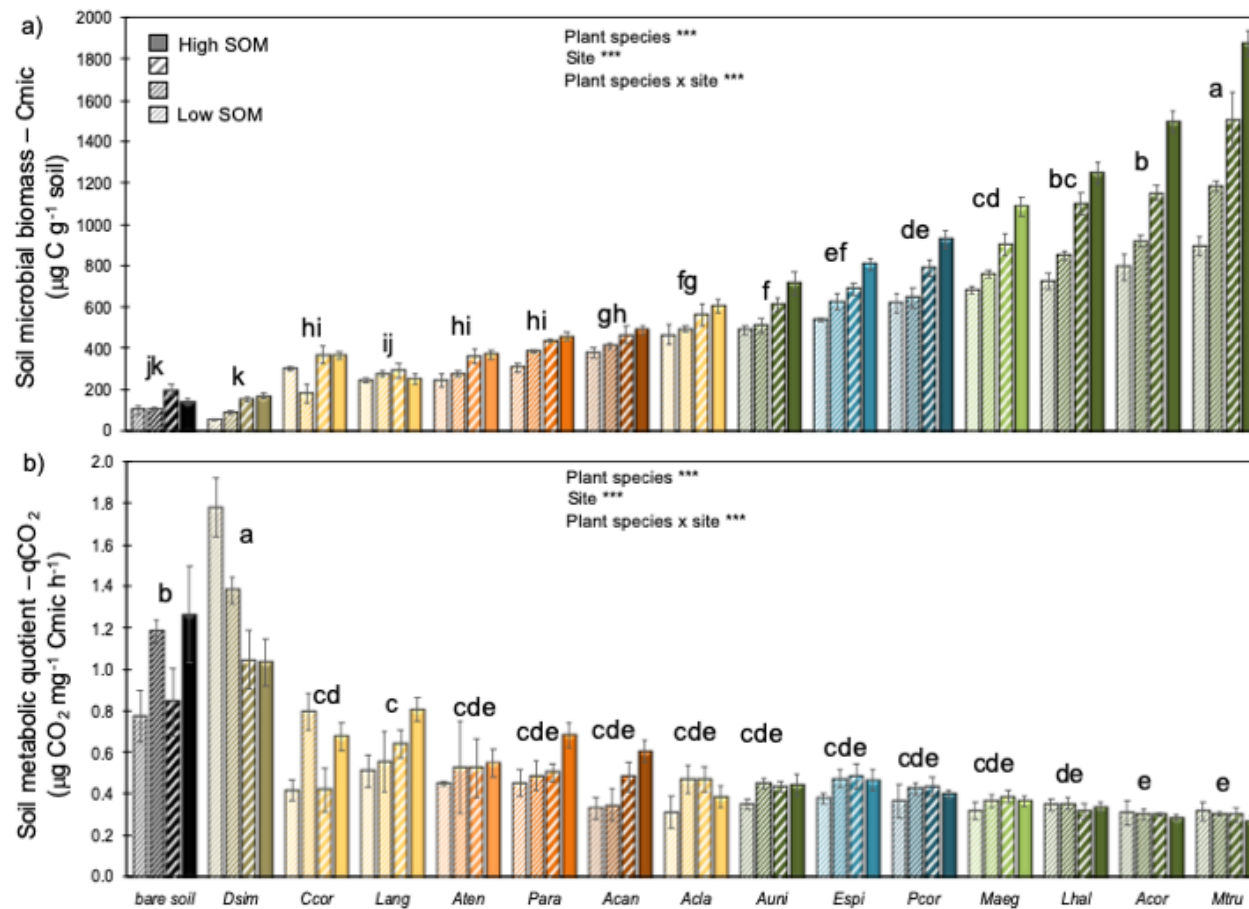 a)
High SOM
Low SOM
Plant species ***
Site ***
Plant species x site ***
Soil microbial biomass – Cmic
(µg C g⁻¹ soil)
2000
1800
1600
1400
1200
1000
800
600
400
200
0
jk
k
hi
ij
hi
hi
gh
fg
f
ef
de
cd
bc
b
a
b)
Plant species ***
Site ***
Plant species x site ***
Soil metabolic quotient –qCO₂
(µg CO₂ mg⁻¹ Cmic h⁻¹)
2.0
1.8
1.6
1.4
1.2
1.0
0.8
0.6
0.4
0.2
0.0
b
a
cd
c
cde
cde
cde
cde
cde
cde
cde
cde
de
e
e
bare soil Dsim Ccor Lang Aten Para Acan Acla Auni Espi Pcor Maeg Lhal Acor Mtru